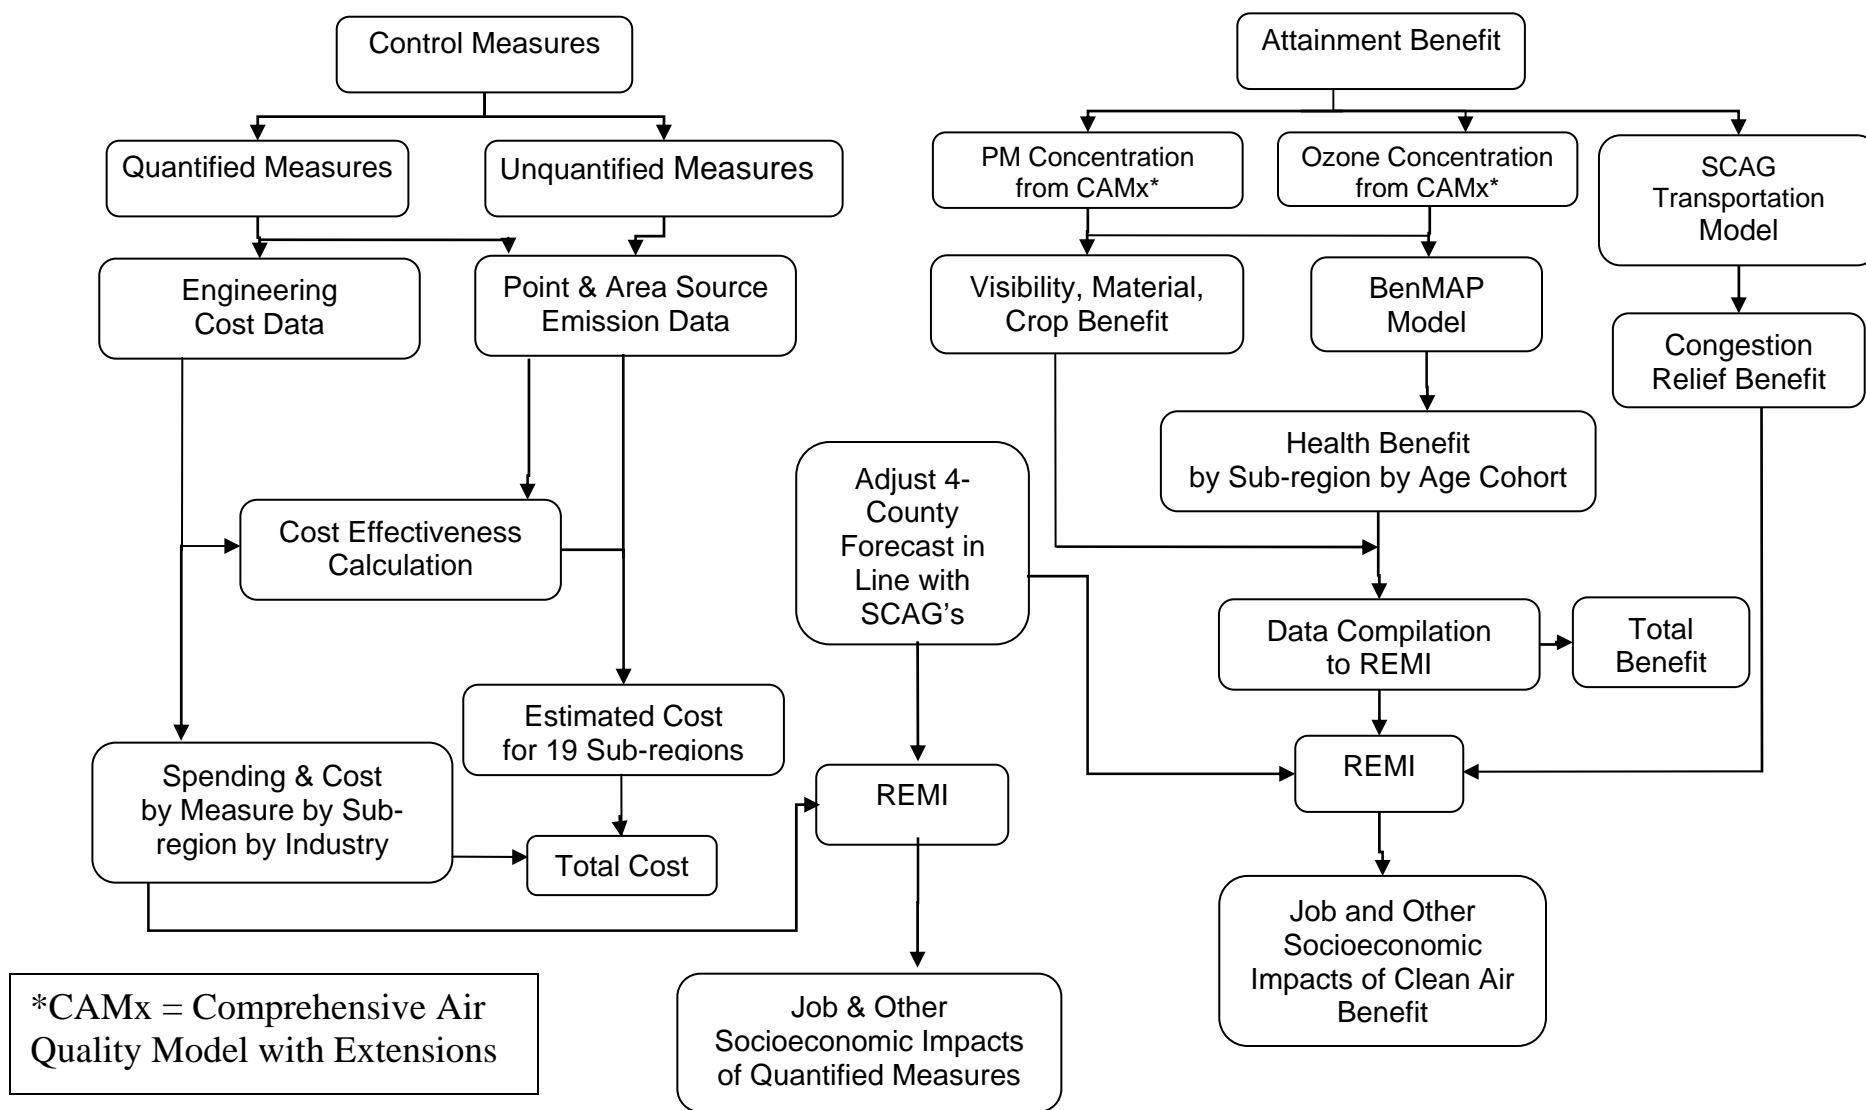 Control Measures
Attainment Benefit
Quantified Measures
Unquantified Measures
PM Concentration
from CAMx*
Ozone Concentration
from CAMx*
SCAG
Transportation
Model
Engineering
Cost Data
Point & Area Source
Emission Data
Visibility, Material,
Crop Benefit
BenMAP
Model
Congestion
Relief Benefit
Health Benefit
by Sub-region by Age Cohort
Adjust 4-
County
Forecast in
Line with
SCAG’s
Cost Effectiveness
Calculation
Data Compilation
to REMI
Total
Benefit
Estimated Cost
for 19 Sub-regions
Spending & Cost
by Measure by Sub-
region by Industry
REMI
REMI
Total Cost
Job and Other
Socioeconomic
Impacts of Clean Air
Benefit
Job & Other
Socioeconomic Impacts
of Quantified Measures
*CAMx = Comprehensive Air
Quality Model with Extensions